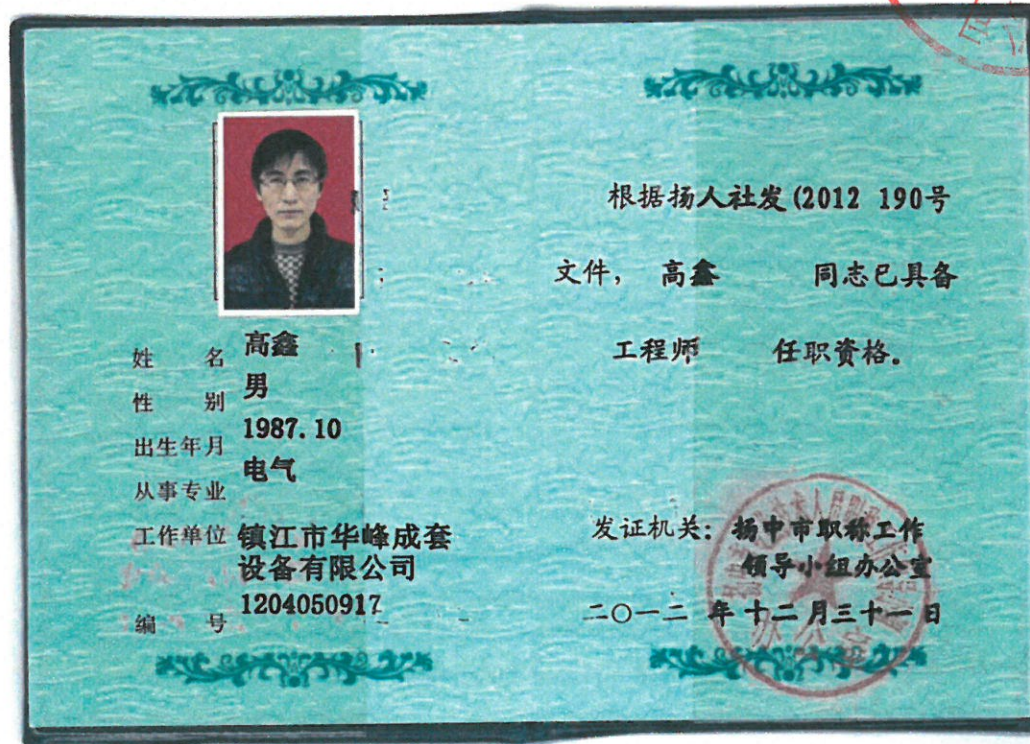 姓 名 高鑫
性 别 男
出生年月 1987.10
从事专业 电气
工作单位 镇江市华峰成套
设备有限公司
编 号 1204050917
根据扬人社发(2012 190号
文件, 高鑫 同志已具备
工程师 任职资格。
发证机关: 扬中市职称工作
领导小组办公室
二〇一二 年十二月三十一日
办公室